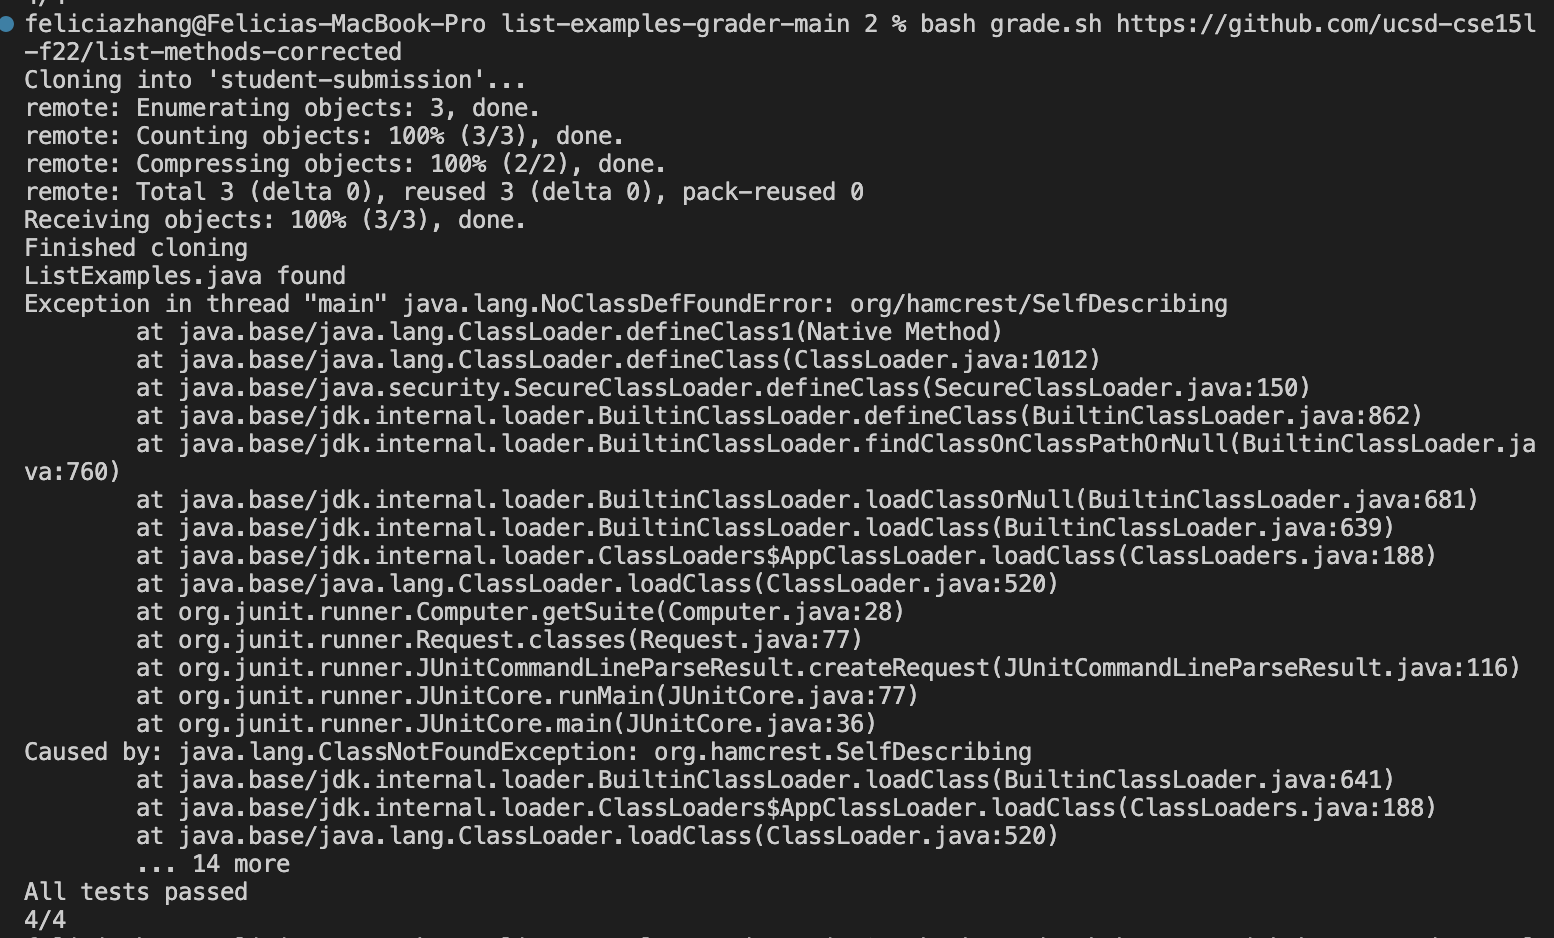 feliciazhang@Felicias-MacBook-Pro list-examples-grader-main 2 % bash grade.sh https://github.com/ucsd-cse15l
-f22/list-methods-corrected
Cloning into 'student-submission'...
remote: Enumerating objects: 3, done.
remote: Counting objects: 100% (3/3), done.
remote: Compressing objects: 100% (2/2), done.
remote: Total 3 (delta 0), reused 3 (delta 0), pack-reused 0
Receiving objects: 100% (3/3), done.
Finished cloning
ListExamples.java found
Exception in thread "main" java.lang.NoClassDefFoundError: org/hamcrest/SelfDescribing
        at java.base/java.lang.ClassLoader.defineClass1(Native Method)
        at java.base/java.lang.ClassLoader.defineClass(ClassLoader.java:1012)
        at java.base/java.security.SecureClassLoader.defineClass(SecureClassLoader.java:150)
        at java.base/jdk.internal.loader.BuiltinClassLoader.defineClass(BuiltinClassLoader.java:862)
        at java.base/jdk.internal.loader.BuiltinClassLoader.findClassOnClassPathOrNull(BuiltinClassLoader.ja
va:760)
        at java.base/jdk.internal.loader.BuiltinClassLoader.loadClassOrNull(BuiltinClassLoader.java:681)
        at java.base/jdk.internal.loader.BuiltinClassLoader.loadClass(BuiltinClassLoader.java:639)
        at java.base/jdk.internal.loader.ClassLoaders$AppClassLoader.loadClass(ClassLoaders.java:188)
        at java.base/java.lang.ClassLoader.loadClass(ClassLoader.java:520)
        at org.junit.runner.Computer.getSuite(Computer.java:28)
        at org.junit.runner.Request.classes(Request.java:77)
        at org.junit.runner.JUnitCommandLineParseResult.createRequest(JUnitCommandLineParseResult.java:116)
        at org.junit.runner.JUnitCore.runMain(JUnitCore.java:77)
        at org.junit.runner.JUnitCore.main(JUnitCore.java:36)
Caused by: java.lang.ClassNotFoundException: org.hamcrest.SelfDescribing
        at java.base/jdk.internal.loader.BuiltinClassLoader.loadClass(BuiltinClassLoader.java:641)
        at java.base/jdk.internal.loader.ClassLoaders$AppClassLoader.loadClass(ClassLoaders.java:188)
        at java.base/java.lang.ClassLoader.loadClass(ClassLoader.java:520)
        ... 14 more
All tests passed
4/4